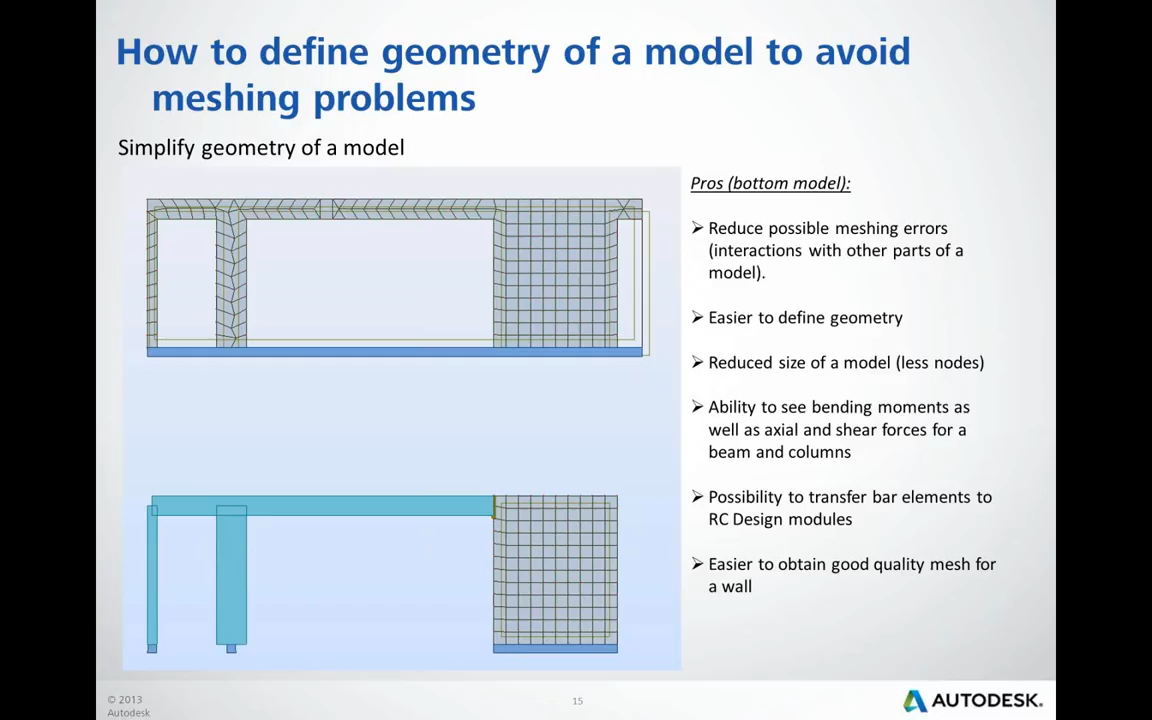 How to define geometry of a model to avoid
meshing problems
Simplify geometry of a model
Pros (bottom model):
➢ Reduce possible meshing errors
(interactions with other parts of a
model).
➢ Easier to define geometry
➢ Reduced size of a model (less nodes)
➢ Ability to see bending moments as
well as axial and shear forces for a
beam and columns
➢ Possibility to transfer bar elements to
RC Design modules
➢ Easier to obtain good quality mesh for
a wall
© 2013
Autodesk
15
AUTODESK.